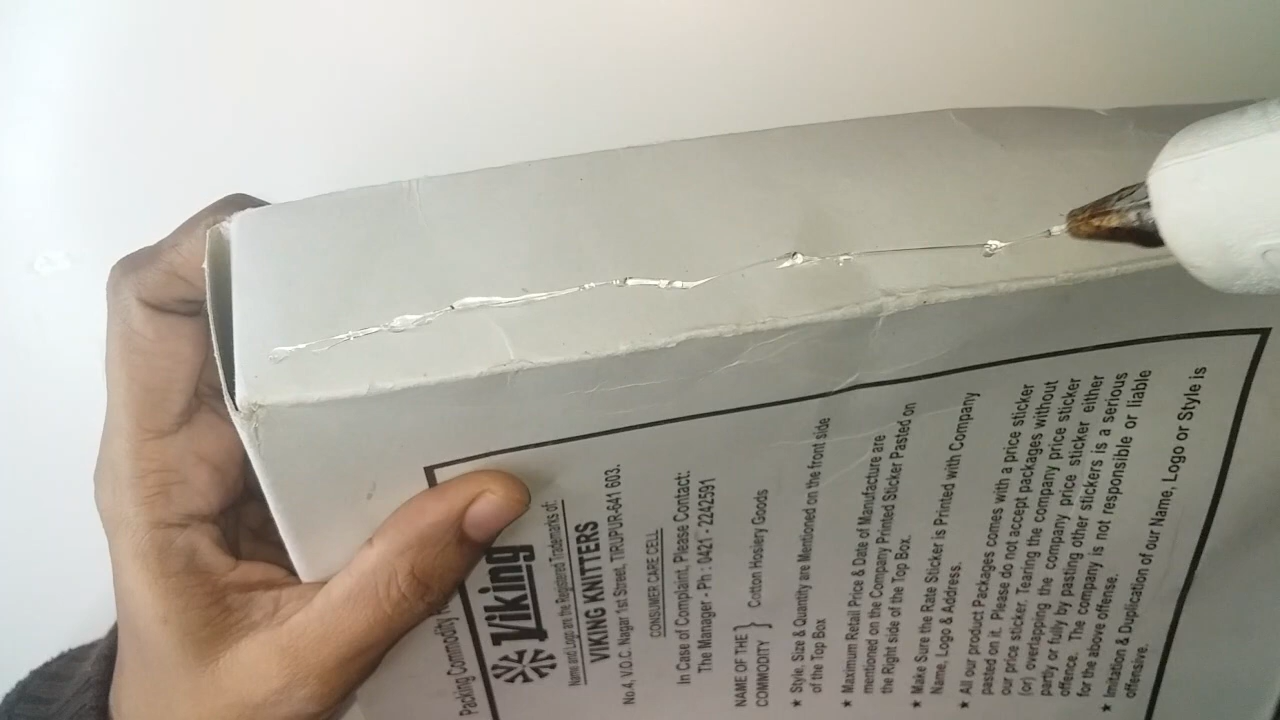 Packing Commodity
Viking
Name and Logo are the Registered Trademarks of:
VIKING KNITTERS
No.4, V.O.C. Nagar 1st Street, TIRUPUR-641 603.
CONSUMER CARE CELL
In Case of Complaint, Please Contact:
The Manager - Ph : 0421 - 2242591
NAME OF THE
COMMODITY } Cotton Hosiery Goods
★ Style, Size & Quantity are Mentioned on the front side
of the Top Box
★ Maximum Retail Price & Date of Manufacture are
mentioned on the Company Printed Sticker Pasted on
the Right side of the Top Box.
★ Make Sure the Rate Sticker is Printed with Company
Name, Logo & Address.
★ All our product Packages comes with a price sticker
pasted on it. Please do not accept packages without
our price sticker. Tearing the company price sticker
(or) overlapping the company price sticker
partly or fully by pasting other sticker either
offence. The company is not responsible or liable
for the above offense.
★ Imitation & Duplication of our Name, Logo or Style is
offensive.